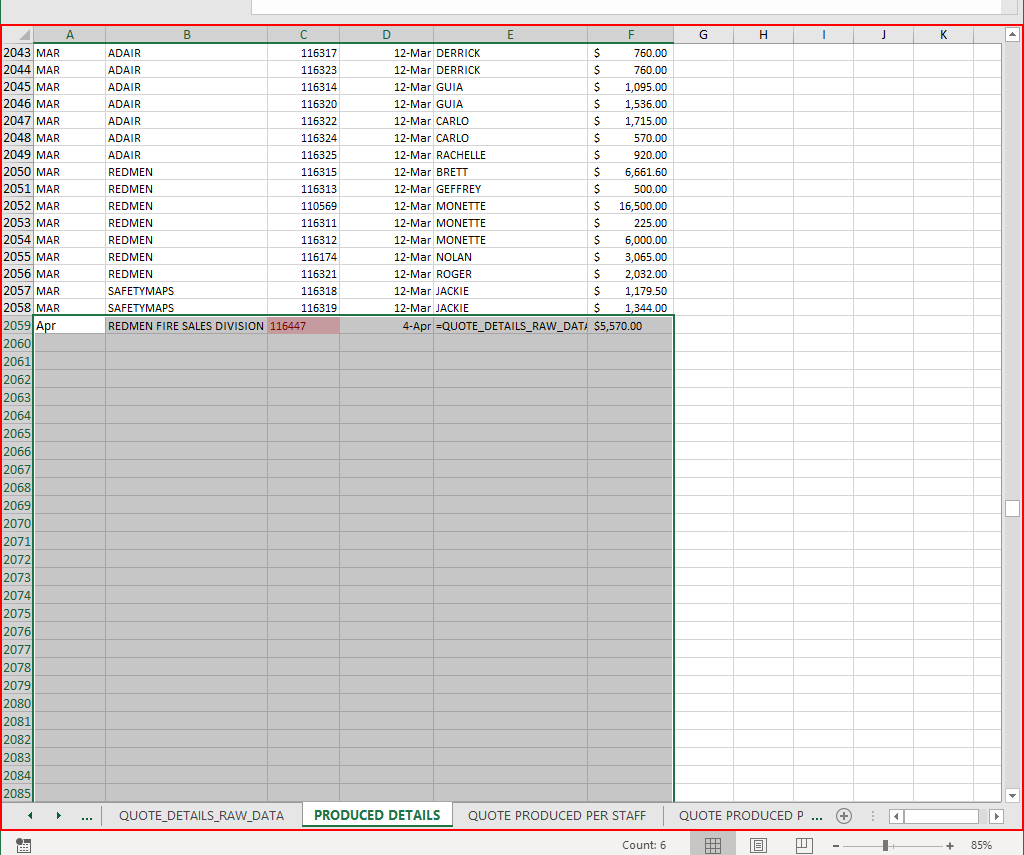 A B C D E F G H I J K
2043 MAR ADAIR 116317 12-Mar DERRICK $ 760.00
2044 MAR ADAIR 116323 12-Mar DERRICK $ 760.00
2045 MAR ADAIR 116314 12-Mar GUIA $ 1,095.00
2046 MAR ADAIR 116320 12-Mar GUIA $ 1,536.00
2047 MAR ADAIR 116322 12-Mar CARLO $ 1,715.00
2048 MAR ADAIR 116324 12-Mar CARLO $ 570.00
2049 MAR ADAIR 116325 12-Mar RACHELLE $ 920.00
2050 MAR REDMEN 116315 12-Mar BRETT $ 6,661.60
2051 MAR REDMEN 116313 12-Mar GEFFREY $ 500.00
2052 MAR REDMEN 110569 12-Mar MONETTE $ 16,500.00
2053 MAR REDMEN 116311 12-Mar MONETTE $ 225.00
2054 MAR REDMEN 116312 12-Mar MONETTE $ 6,000.00
2055 MAR REDMEN 116174 12-Mar NOLAN $ 3,065.00
2056 MAR REDMEN 116321 12-Mar ROGER $ 2,032.00
2057 MAR SAFETYMAPS 116318 12-Mar JACKIE $ 1,179.50
2058 MAR SAFETYMAPS 116319 12-Mar JACKIE $ 1,344.00
2059 Apr REDMEN FIRE SALES DIVISION 116447 4-Apr =QUOTE_DETAILS_RAW_DATA $5,570.00
2060
2061
2062
2063
2064
2065
2066
2067
2068
2069
2070
2071
2072
2073
2074
2075
2076
2077
2078
2079
2080
2081
2082
2083
2084
2085
... QUOTE_DETAILS_RAW_DATA PRODUCED DETAILS QUOTE PRODUCED PER STAFF QUOTE PRODUCED P ...
Count: 6 85%